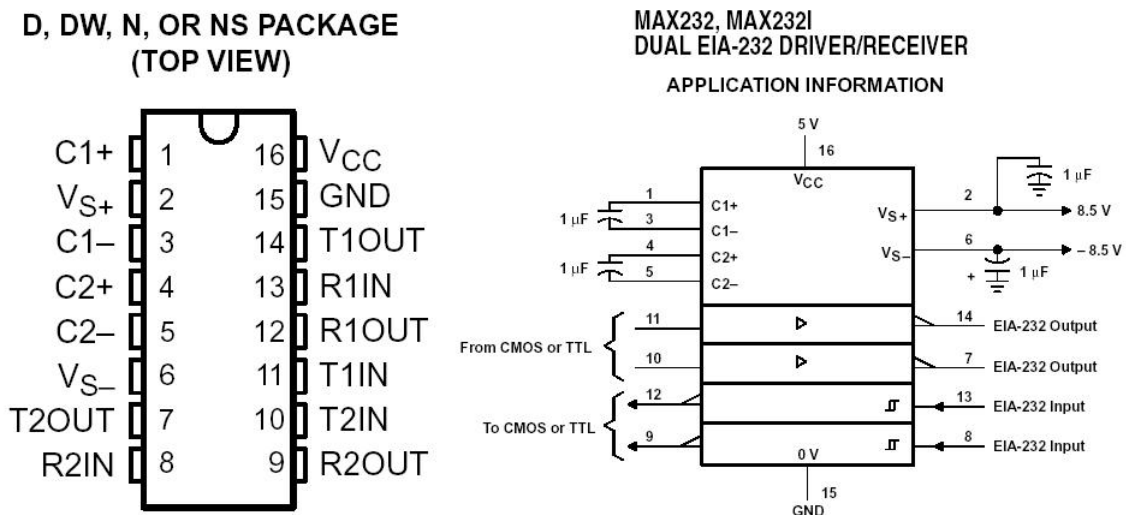 D, DW, N, OR NS PACKAGE
(TOP VIEW)
C1+ 1 16 VCC
VS+ 2 15 GND
C1– 3 14 T1OUT
C2+ 4 13 R1IN
C2– 5 12 R1OUT
VS– 6 11 T1IN
T2OUT 7 10 T2IN
R2IN 8 9 R2OUT
MAX232, MAX232I
DUAL EIA-232 DRIVER/RECEIVER
APPLICATION INFORMATION
5 V
16
VCC
1 µF
1 C1+
3 C1–
VS+ 2 8.5 V
1 µF
1 µF
4 C2+
5 C2–
VS– 6 – 8.5 V
+ 1 µF
From CMOS or TTL
11 14 EIA-232 Output
10 7 EIA-232 Output
To CMOS or TTL
12 13 EIA-232 Input
9 8 EIA-232 Input
0 V
15
GND